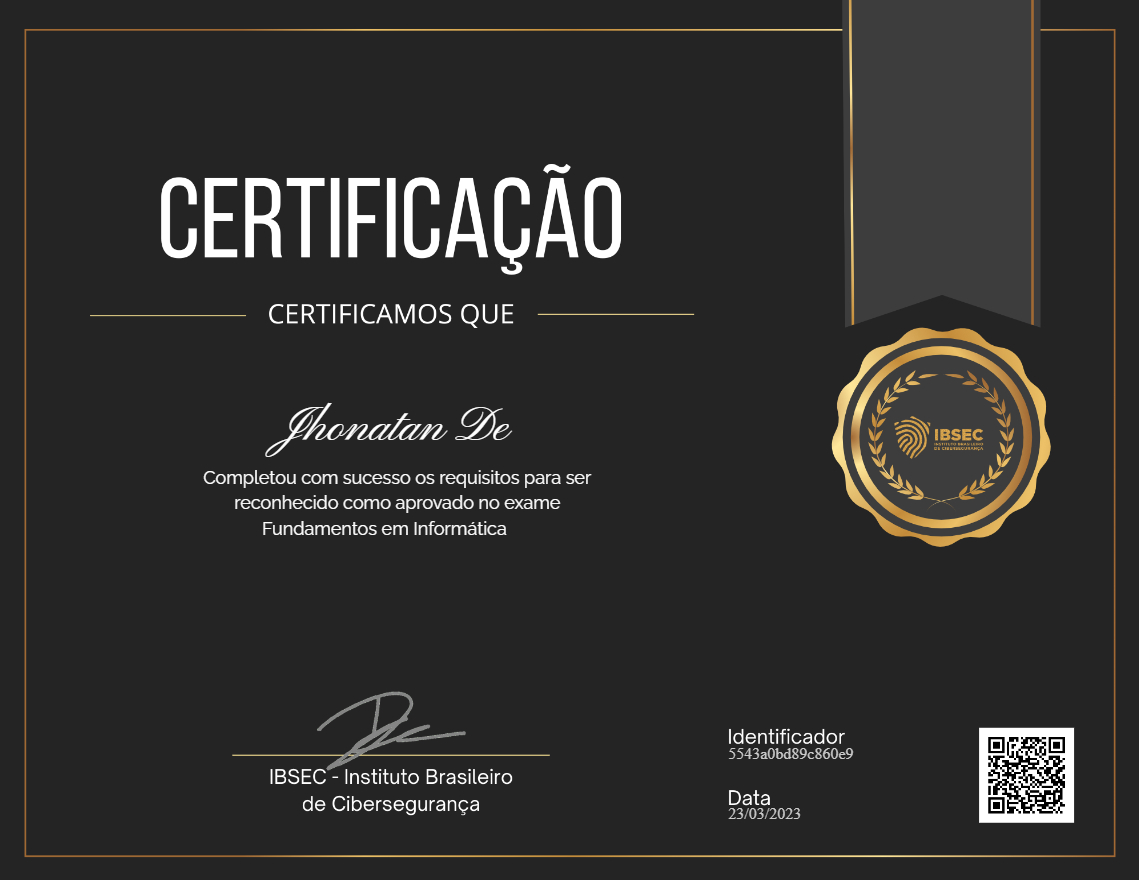 CERTIFICAÇÃO
CERTIFICAMOS QUE
Jhonatan De
Completou com sucesso os requisitos para ser
reconhecido como aprovado no exame
Fundamentos em Informática
IBSEC
INSTITUTO BRASILEIRO
DE CIBERSEGURANÇA
IBSEC - Instituto Brasileiro
de Cibersegurança
Identificador
5543a0bd89c860e9
Data
23/03/2023